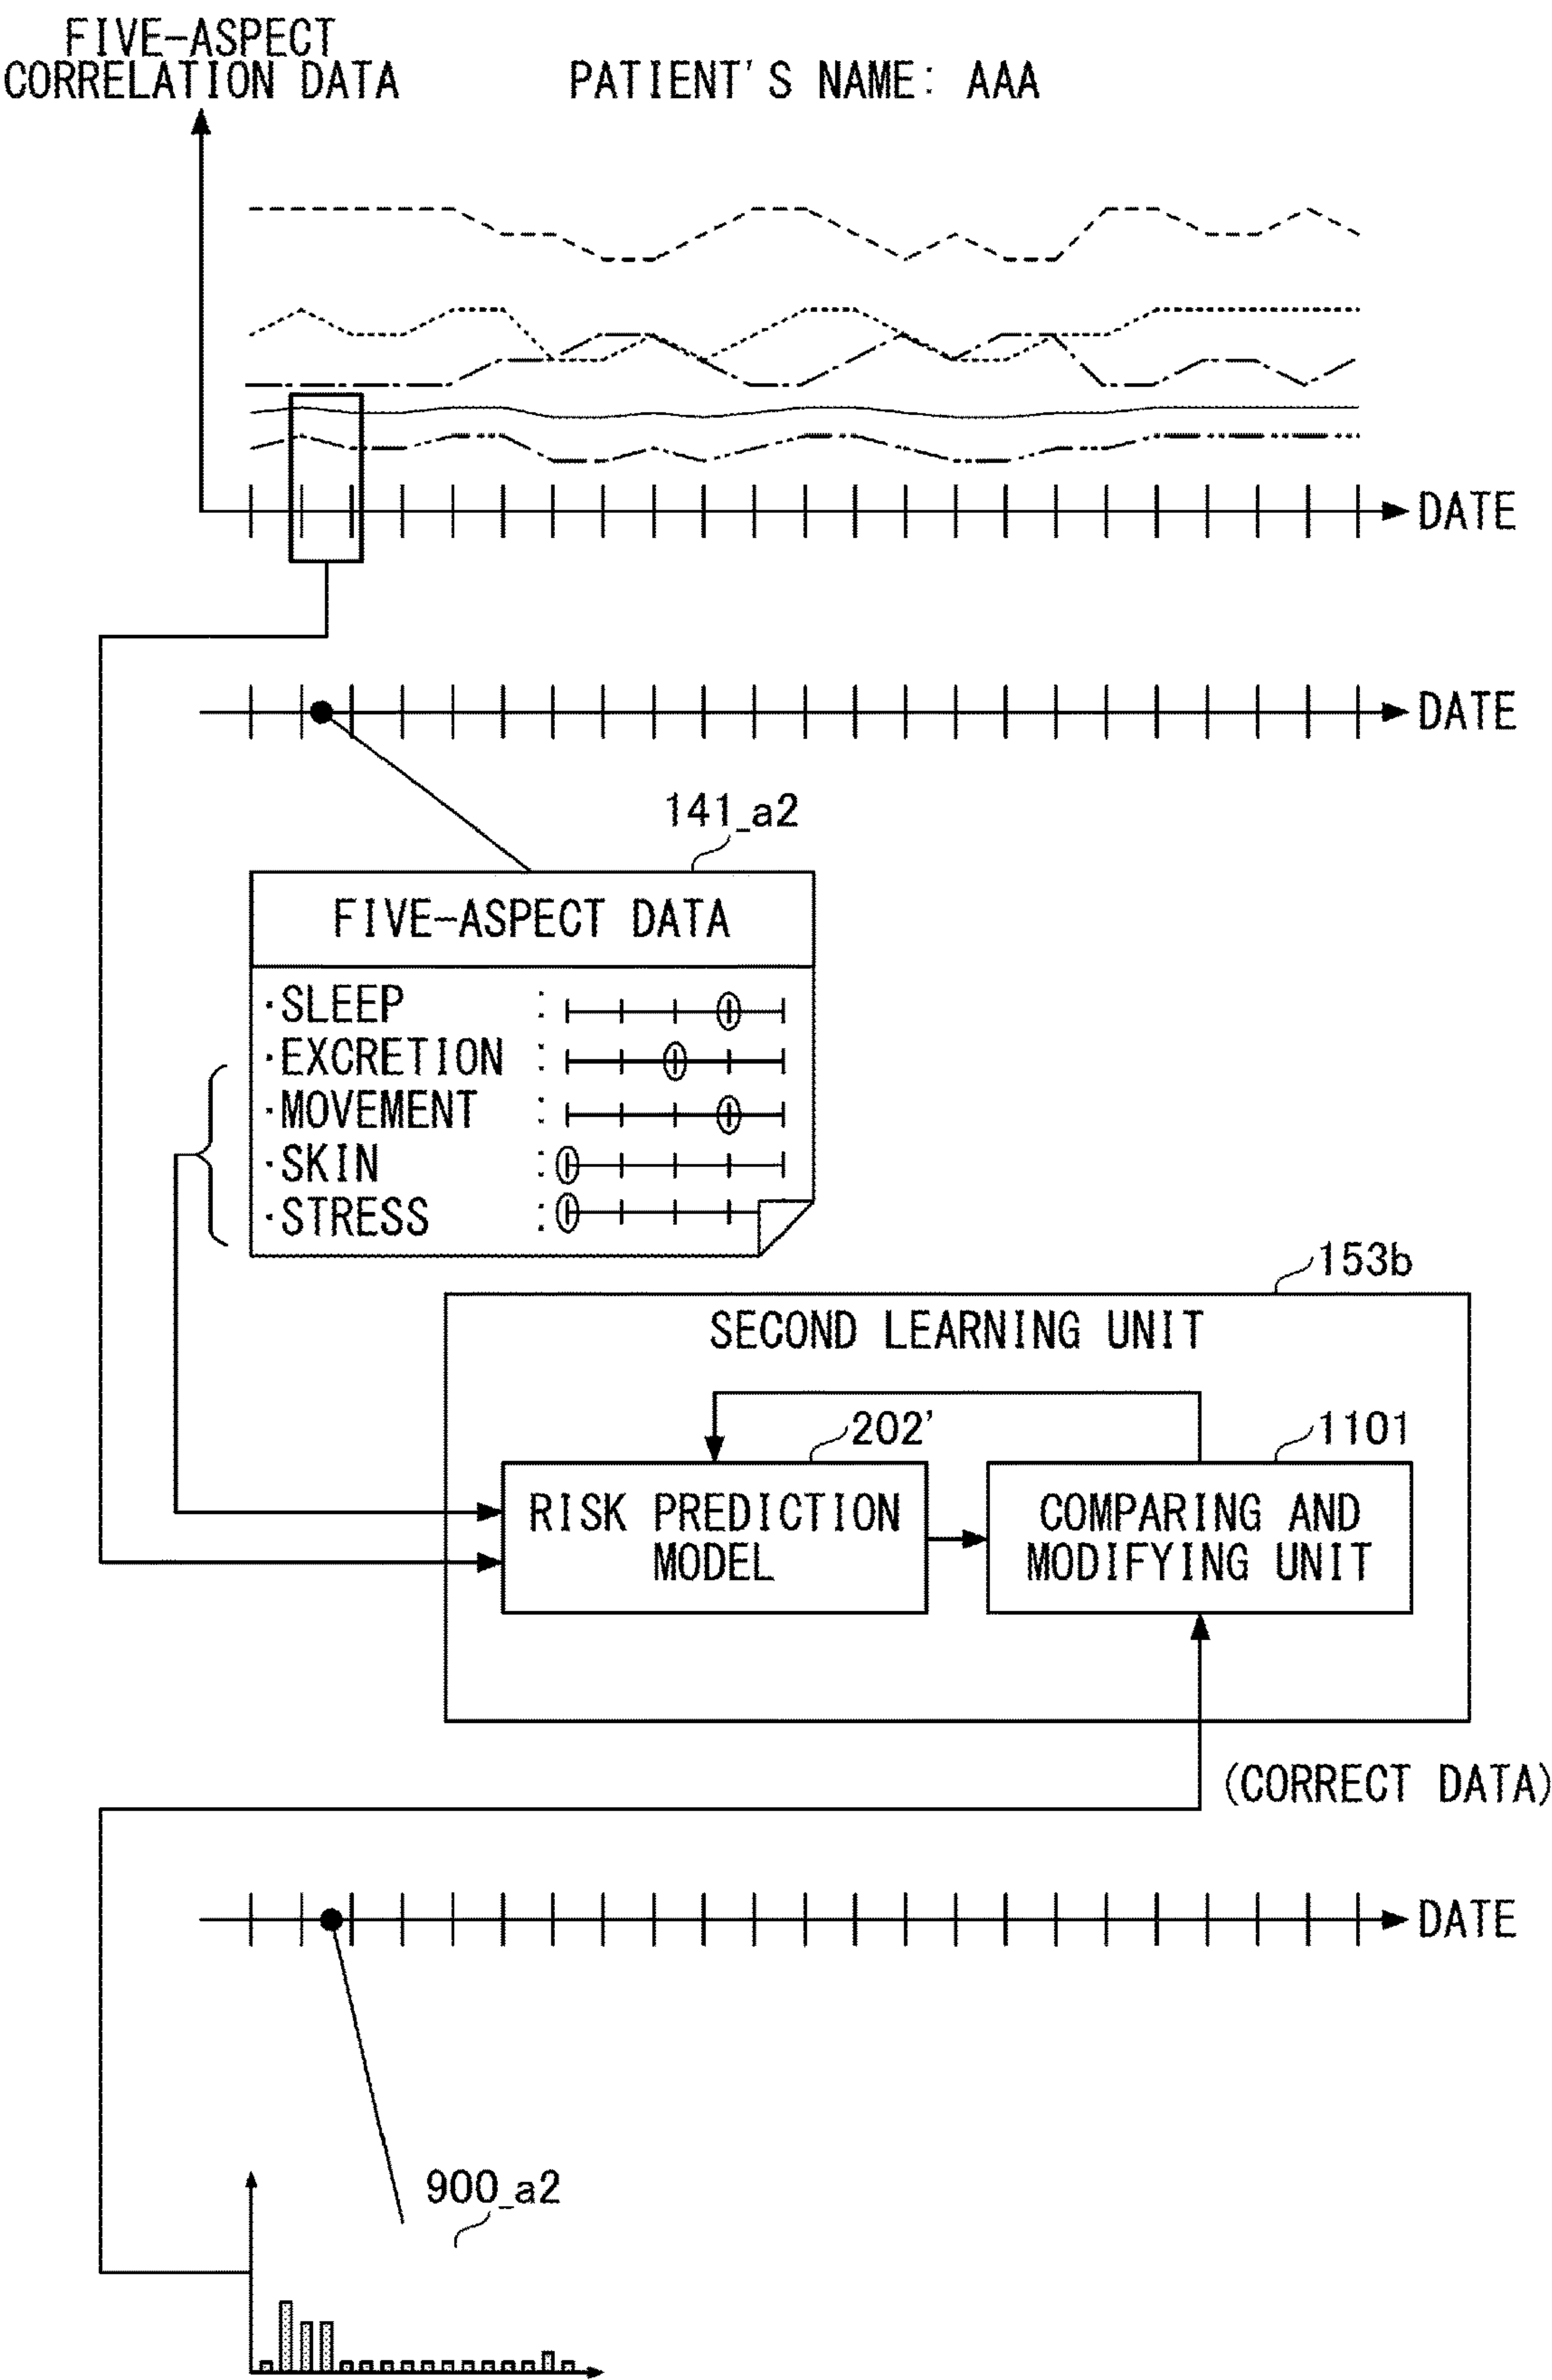 FIVE-ASPECT
CORRELATION DATA
PATIENT'S NAME: AAA
DATE
DATE
141_a2
FIVE-ASPECT DATA
·SLEEP :
·EXCRETION :
·MOVEMENT :
·SKIN :
·STRESS :
153b
SECOND LEARNING UNIT
202'
1101
RISK PREDICTION
MODEL
COMPARING AND
MODIFYING UNIT
(CORRECT DATA)
DATE
900_a2